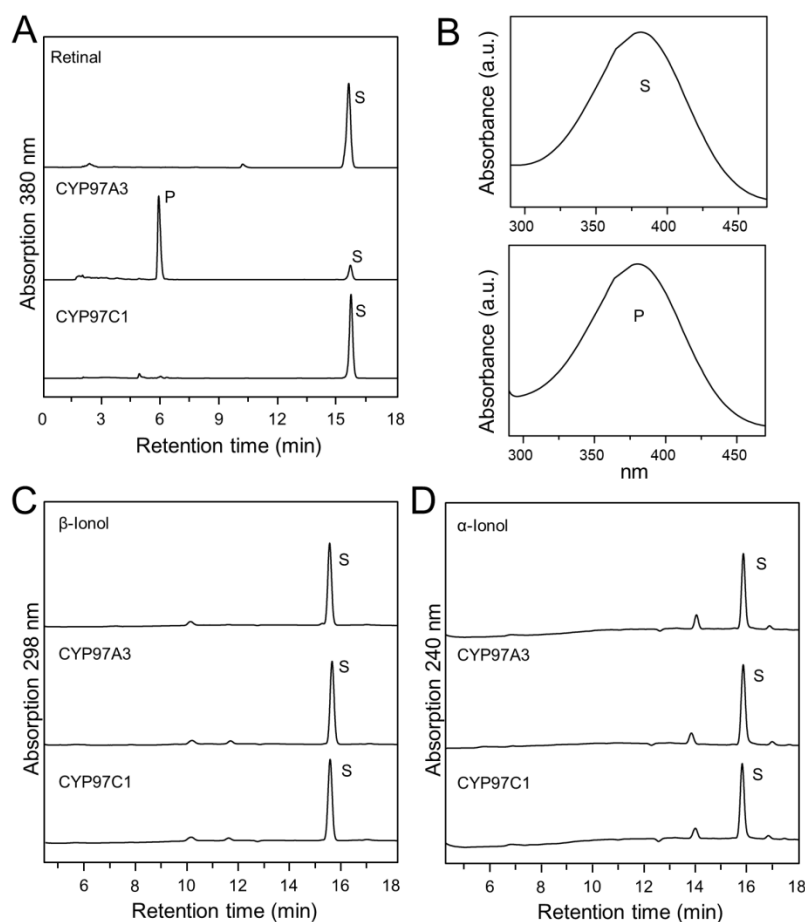 A
Retinal
S
CYP97A3
P
S
CYP97C1
S
Absorption 380 nm
0 3 6 9 12 15 18
Retention time (min)
B
S
Absorbance (a.u.)
300 350 400 450
P
Absorbance (a.u.)
300 350 400 450
nm
C
β-Ionol
S
CYP97A3
S
CYP97C1
S
Absorption 298 nm
6 8 10 12 14 16 18
Retention time (min)
D
α-Ionol
S
CYP97A3
S
CYP97C1
S
Absorption 240 nm
6 8 10 12 14 16 18
Retention time (min)